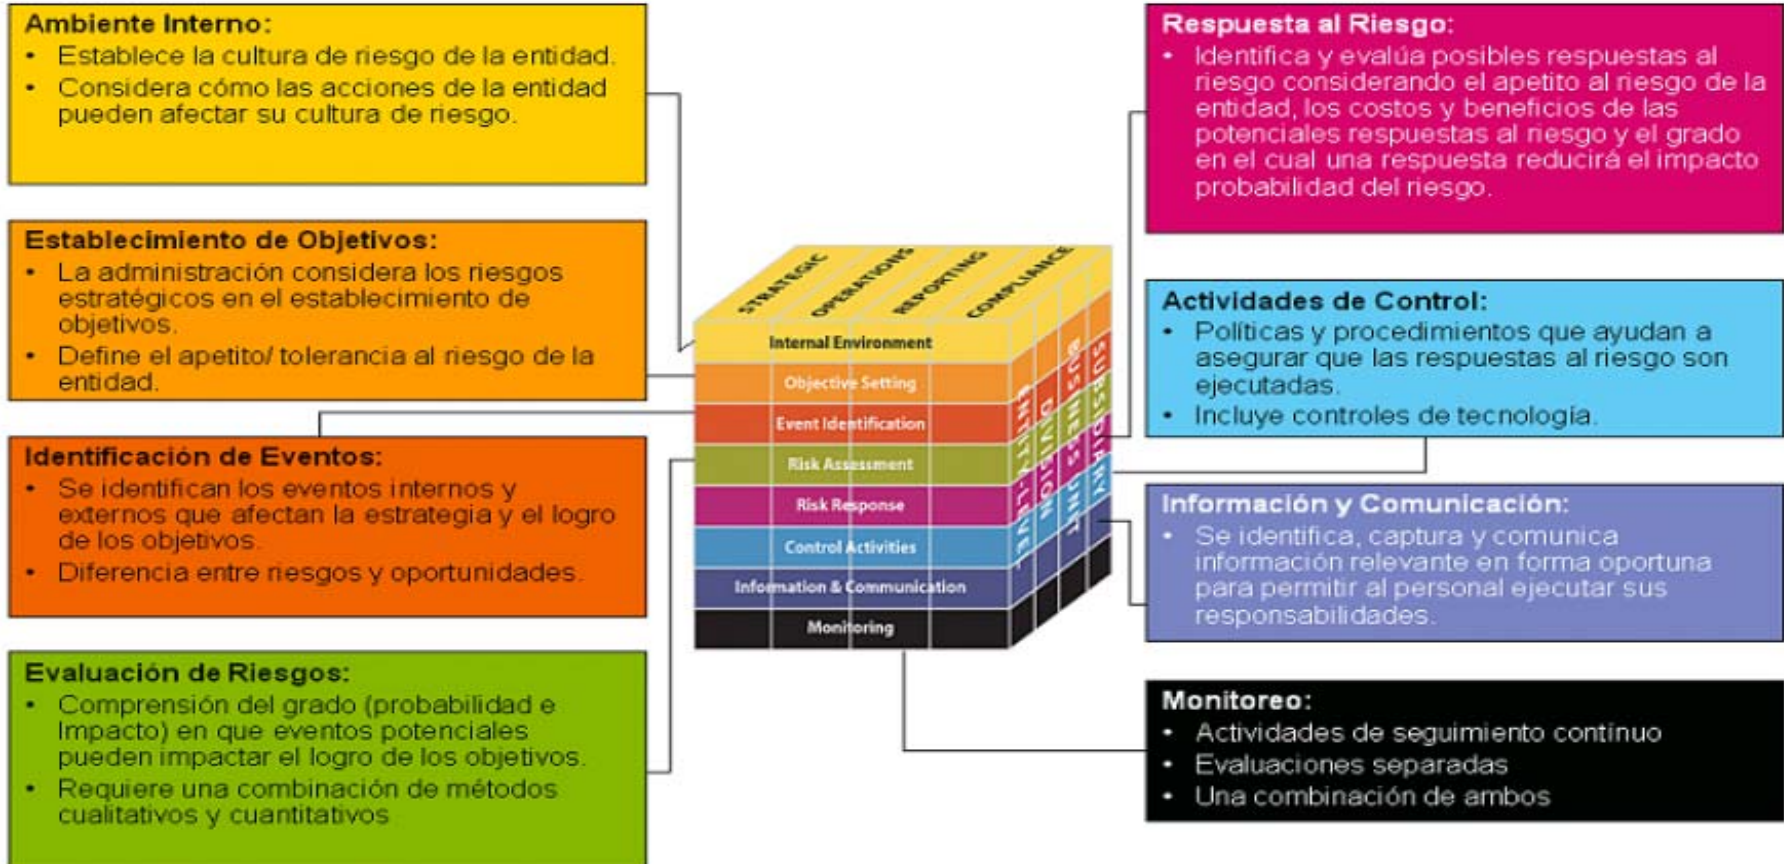 Ambiente Interno:
• Establece la cultura de riesgo de la entidad.
• Considera cómo las acciones de la entidad
pueden afectar su cultura de riesgo.
Establecimiento de Objetivos:
• La administración considera los riesgos
estratégicos en el establecimiento de
objetivos.
• Define el apetito/ tolerancia al riesgo de la
entidad.
Identificación de Eventos:
• Se identifican los eventos internos y
externos que afectan la estrategia y el logro
de los objetivos.
• Diferencia entre riesgos y oportunidades.
Evaluación de Riesgos:
• Comprensión del grado (probabilidad e
Impacto) en que eventos potenciales
pueden impactar el logro de los objetivos.
• Requiere una combinación de métodos
cualitativos y cuantitativos
STRATEGIC
OPERATIONS
REPORTING
COMPLIANCE
Internal Environment
Objective Setting
Event Identification
Risk Assessment
Risk Response
Control Activities
Information & Communication
Monitoring
ENTITY-LEVEL
DIVISION
BUSINESS UNIT
SUBSIDIARY
Respuesta al Riesgo:
• Identifica y evalúa posibles respuestas al
riesgo considerando el apetito al riesgo de la
entidad, los costos y beneficios de las
potenciales respuestas al riesgo y el grado
en el cual una respuesta reducirá el impacto
probabilidad del riesgo.
Actividades de Control:
• Políticas y procedimientos que ayudan a
asegurar que las respuestas al riesgo son
ejecutadas.
• Incluye controles de tecnología.
Información y Comunicación:
• Se identifica, captura y comunica
información relevante en forma oportuna
para permitir al personal ejecutar sus
responsabilidades.
Monitoreo:
• Actividades de seguimiento contínuo
• Evaluaciones separadas
• Una combinación de ambos